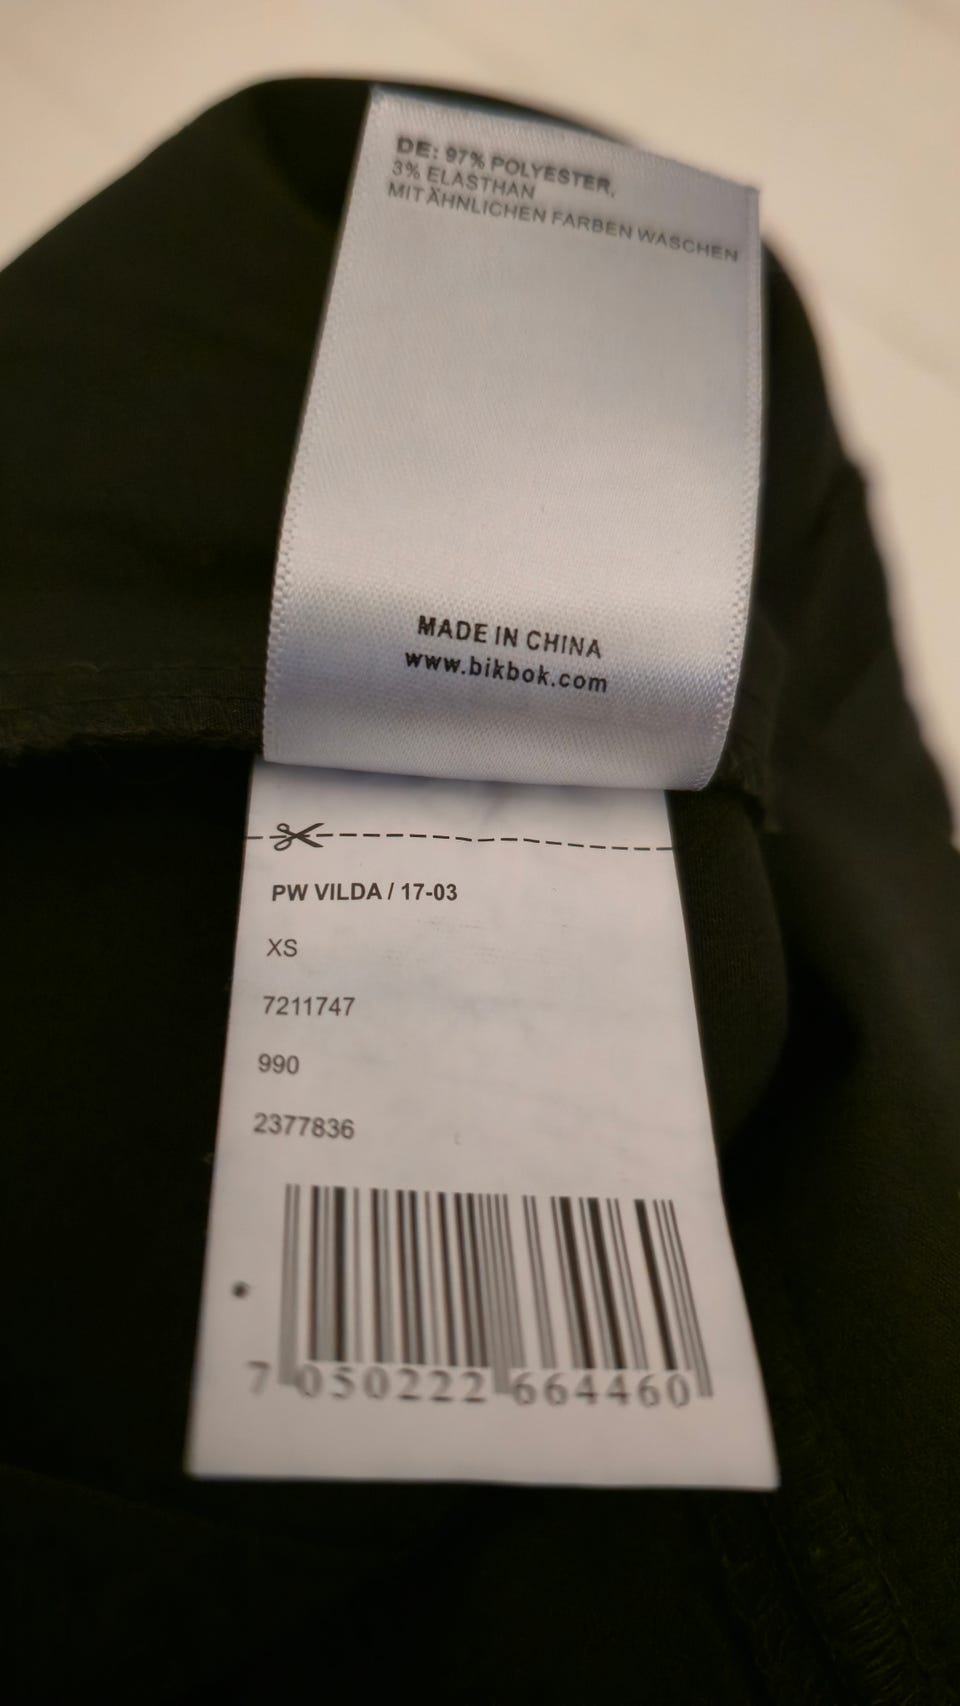 DE: 97% POLYESTER,
3% ELASTHAN
MIT ÄHNLICHEN FARBEN WASCHEN
MADE IN CHINA
www.bikbok.com
PW VILDA / 17-03
XS
7211747
990
2377836
7 050222 664460